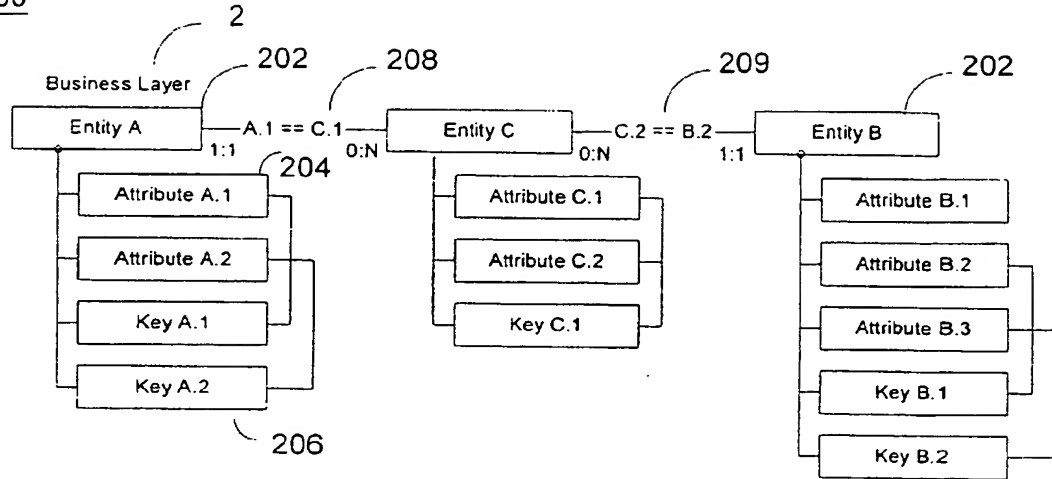 2
Business Layer
202
208
209
202
Entity A
A.1 == C.1
Entity C
C.2 == B.2
Entity B
1:1
0:N
0:N
1:1
204
Attribute A.1
Attribute C.1
Attribute B.1
Attribute A.2
Attribute C.2
Attribute B.2
Key A.1
Key C.1
Attribute B.3
Key A.2
Key B.1
206
Key B.2